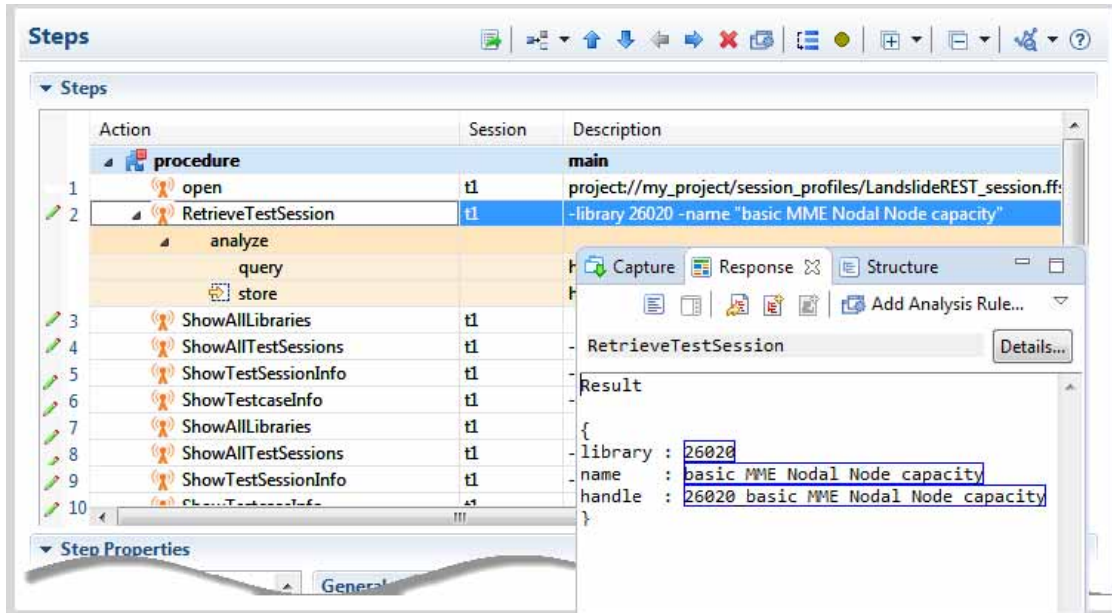 Steps
Steps
Action Session Description
procedure main
1 open t1 project://my_project/session_profiles/LandslideREST_session.ffs
2 RetrieveTestSession t1 -library 26020 -name "basic MME Nodal Node capacity"
analyze
query
store
3 ShowAllLibraries t1
4 ShowAllTestSessions t1 -
5 ShowTestSessionInfo t1 -
6 ShowTestcaseInfo t1 -
7 ShowAllLibraries t1
8 ShowAllTestSessions t1 -
9 ShowTestSessionInfo t1 -
10 ShowTestcaseInfo t1
Step Properties
General
Capture Response Structure
Add Analysis Rule...
RetrieveTestSession Details...
Result
{
library : 26020
name : basic MME Nodal Node capacity
handle : 26020_basic MME Nodal Node capacity
}